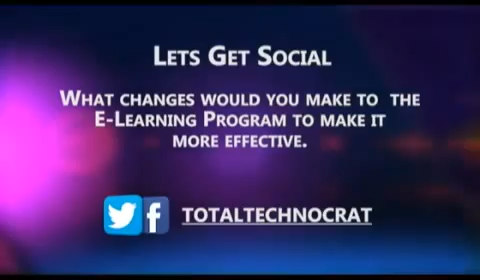 Lets Get Social
What changes would you make to the
E-Learning Program to make it
more effective.
TOTALTECHNOCRAT